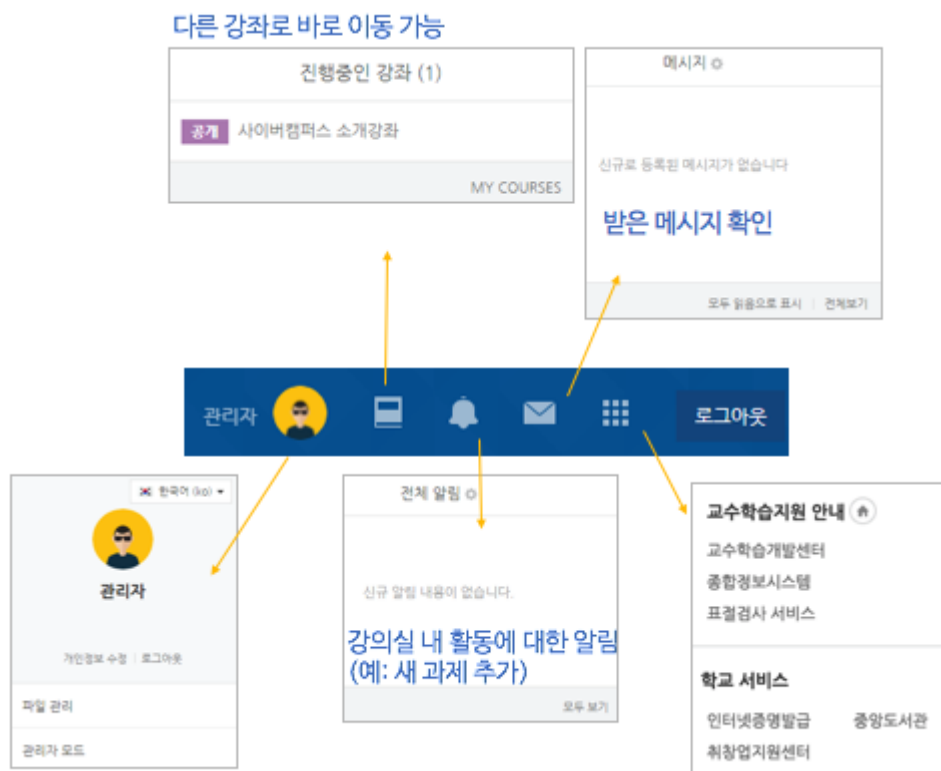 다른 강좌로 바로 이동 가능
진행중인 강좌 (1)
공개 사이버캠퍼스 소개강좌
MY COURSES
메시지
신규로 등록된 메시지가 없습니다
받은 메시지 확인
모두 읽음으로 표시 | 전체보기
관리자
로그아웃
한국어 (ko)
관리자
개인정보 수정 | 로그아웃
파일 관리
관리자 모드
전체 알림
신규 알림 내용이 없습니다.
강의실 내 활동에 대한 알림
(예: 새 과제 추가)
모두 보기
교수학습지원 안내
교수학습개발센터
종합정보시스템
표절검사 서비스
학교 서비스
인터넷증명발급 중앙도서관
취창업지원센터